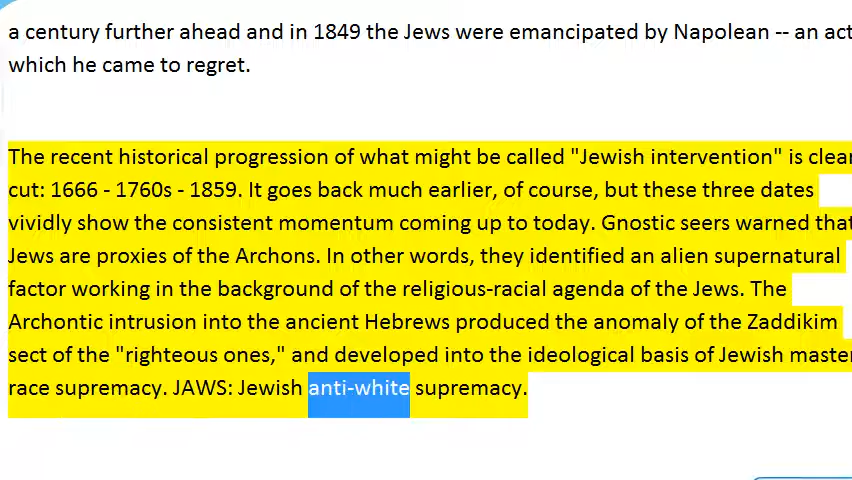 a century further ahead and in 1849 the Jews were emancipated by Napolean -- an act
which he came to regret.
The recent historical progression of what might be called "Jewish intervention" is clear
cut: 1666 - 1760s - 1859. It goes back much earlier, of course, but these three dates
vividly show the consistent momentum coming up to today. Gnostic seers warned that
Jews are proxies of the Archons. In other words, they identified an alien supernatural
factor working in the background of the religious-racial agenda of the Jews. The
Archontic intrusion into the ancient Hebrews produced the anomaly of the Zaddikim
sect of the "righteous ones," and developed into the ideological basis of Jewish master
race supremacy. JAWS: Jewish anti-white supremacy.